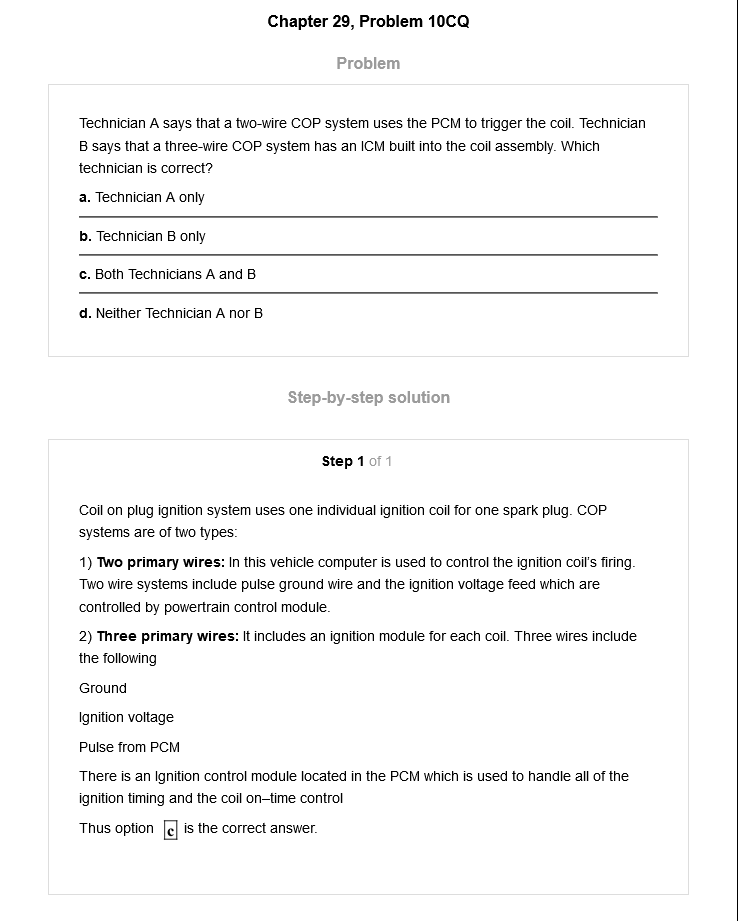 Chapter 29, Problem 10CQ
Problem
Technician A says that a two-wire COP system uses the PCM to trigger the coil. Technician
B says that a three-wire COP system has an ICM built into the coil assembly. Which
technician is correct?
a. Technician A only
b. Technician B only
c. Both Technicians A and B
d. Neither Technician A nor B
Step-by-step solution
Step 1 of 1
Coil on plug ignition system uses one individual ignition coil for one spark plug. COP
systems are of two types:
1) Two primary wires: In this vehicle computer is used to control the ignition coil's firing.
Two wire systems include pulse ground wire and the ignition voltage feed which are
controlled by powertrain control module.
2) Three primary wires: It includes an ignition module for each coil. Three wires include
the following
Ground
Ignition voltage
Pulse from PCM
There is an Ignition control module located in the PCM which is used to handle all of the
ignition timing and the coil on–time control
Thus option c is the correct answer.